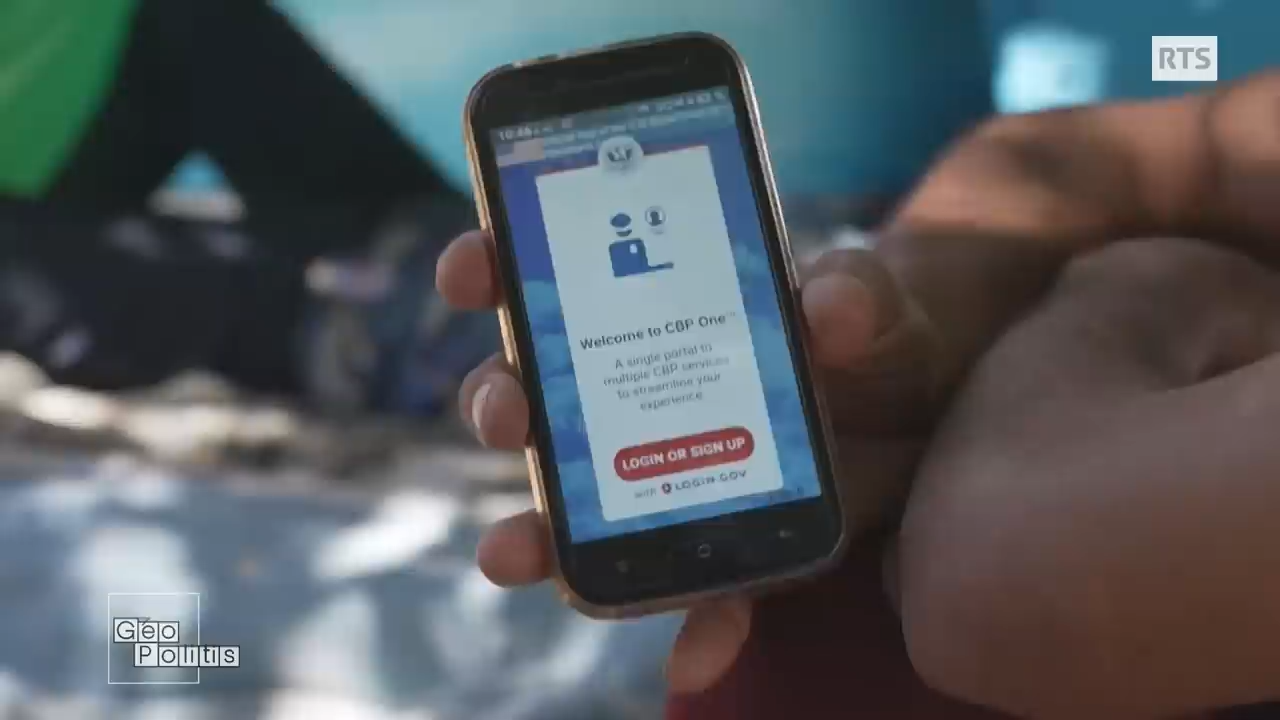 RTS
Welcome to CBP One™
A single portal to
multiple CBP services
to streamline your
experience.
LOGIN OR SIGN UP
with LOGIN.GOV
Géo
Politis